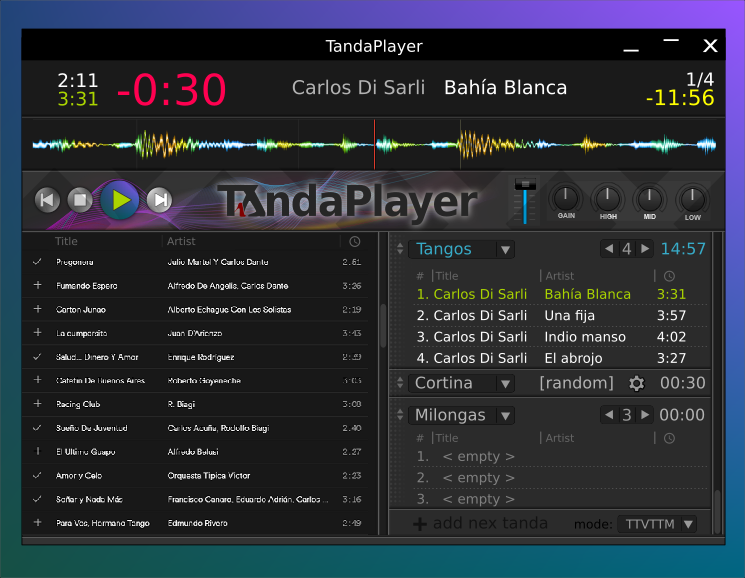 TandaPlayer
2:11
3:31
-0:30
Carlos Di Sarli Bahía Blanca
1/4
-11:56
TandaPlayer
GAIN HIGH MID LOW
Title Artist
Pregonera Julio Martel Y Carlos Dante 2:51
Fumando Espero Alfredo De Angelis, Carlos Dante 3:26
Carton Junao Alberto Echague Con Los Solistas 2:19
La cumparsita Juan D'Arienzo 3:43
Salud... Dinero Y Amor Enrique Rodriguez 2:39
Cafetin De Buenos Aires Roberto Goyeneche 3:03
Racing Club R. Biagi 3:08
Sueño De Juventud Carlos Acuña, Rodolfo Biagi 2:40
El Ultimo Guapo Alfredo Belusi 2:27
Amor y Celo Orquesta Tipica Victor 2:23
Soñar y Nada Más Francisco Canaro, Eduardo Adrián, Carlos ... 3:16
Para Vos, Hermano Tango Edmundo Rivero 2:49
Tangos 4 14:57
# Title Artist
1. Carlos Di Sarli Bahía Blanca 3:31
2. Carlos Di Sarli Una fija 3:57
3. Carlos Di Sarli Indio manso 4:02
4. Carlos Di Sarli El abrojo 3:27
Cortina [random] 00:30
Milongas 3 00:00
# Title Artist
1. < empty >
2. < empty >
3. < empty >
+ add nex tanda mode: TTVTTM